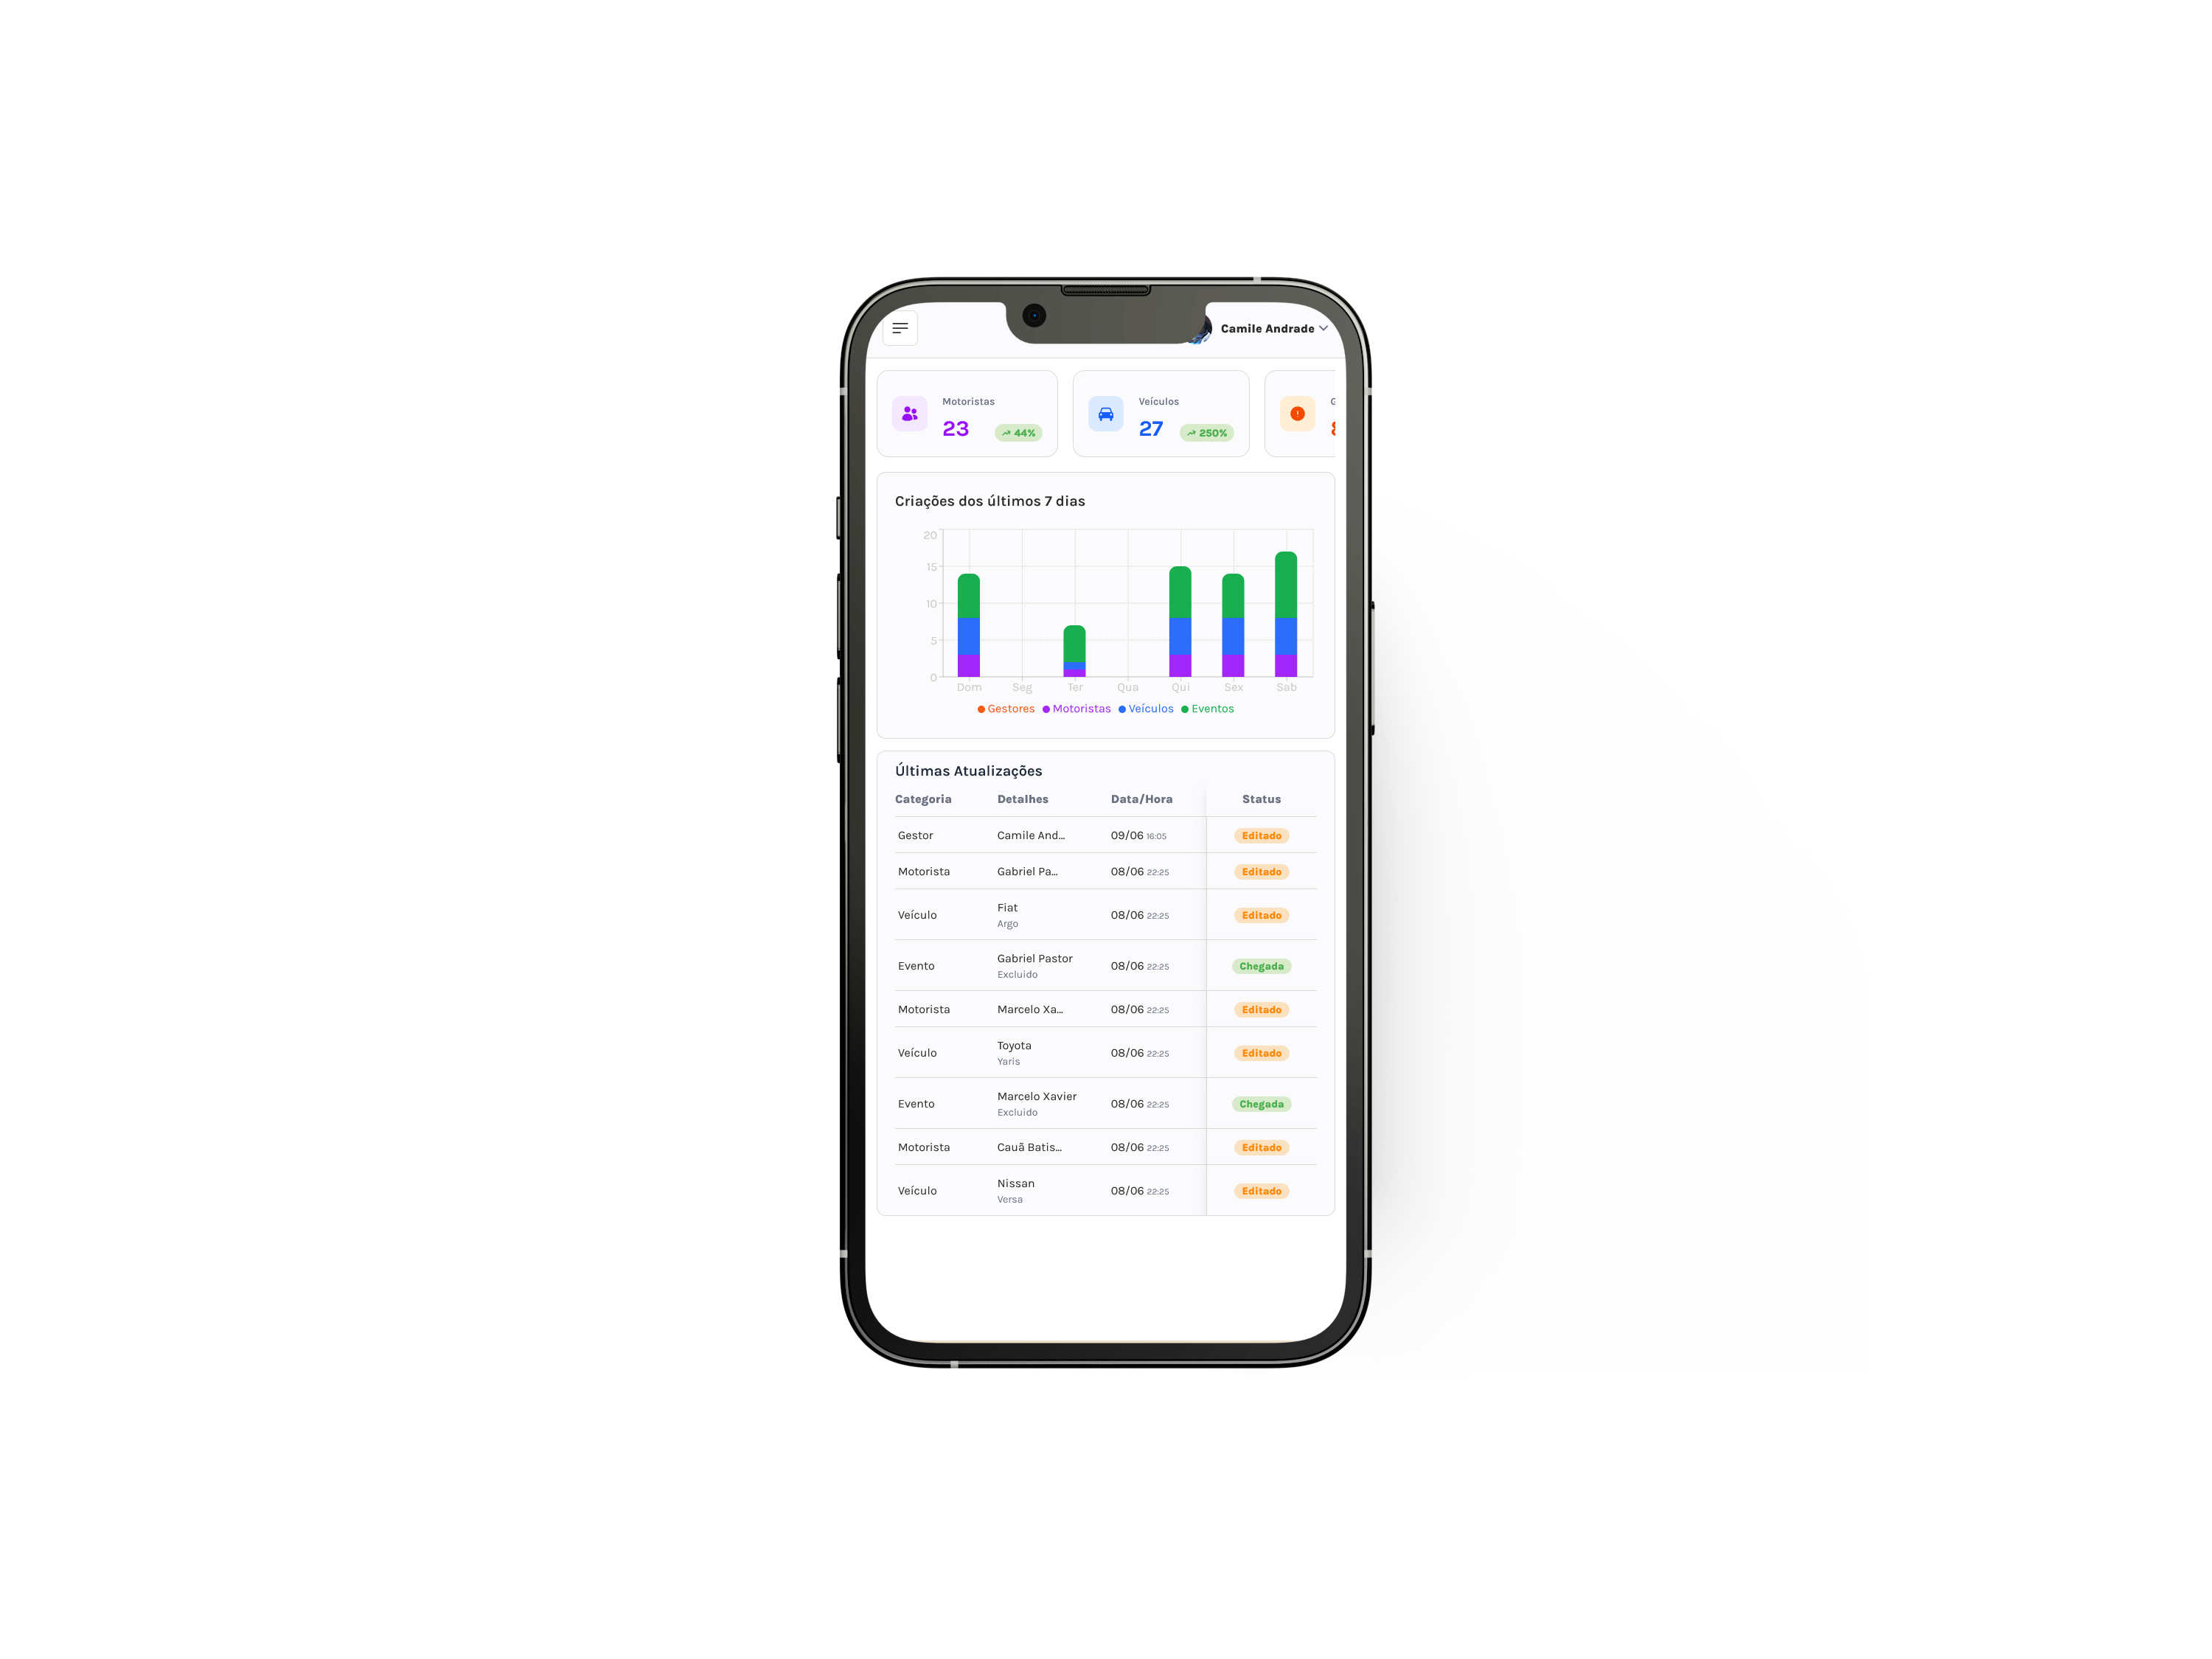 Camile Andrade
Motoristas
23
44%
Veículos
27
250%
Criações dos últimos 7 dias
20
15
10
5
0
Dom Seg Ter Qua Qui Sex Sab
Gestores Motoristas Veículos Eventos
Últimas Atualizações
Categoria Detalhes Data/Hora Status
Gestor Camile And... 09/06 16:05 Editado
Motorista Gabriel Pa... 08/06 22:25 Editado
Veículo Fiat 08/06 22:25 Editado
Argo
Evento Gabriel Pastor 08/06 22:25 Chegada
Excluido
Motorista Marcelo Xa... 08/06 22:25 Editado
Veículo Toyota 08/06 22:25 Editado
Yaris
Evento Marcelo Xavier 08/06 22:25 Chegada
Excluido
Motorista Cauã Batis... 08/06 22:25 Editado
Veículo Nissan 08/06 22:25 Editado
Versa